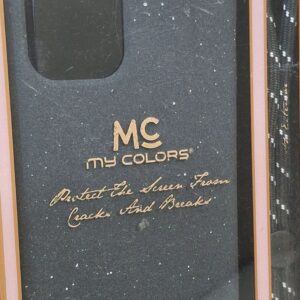 MC
MY COLORS®
Protect The Screen From
Cracks And Breaks